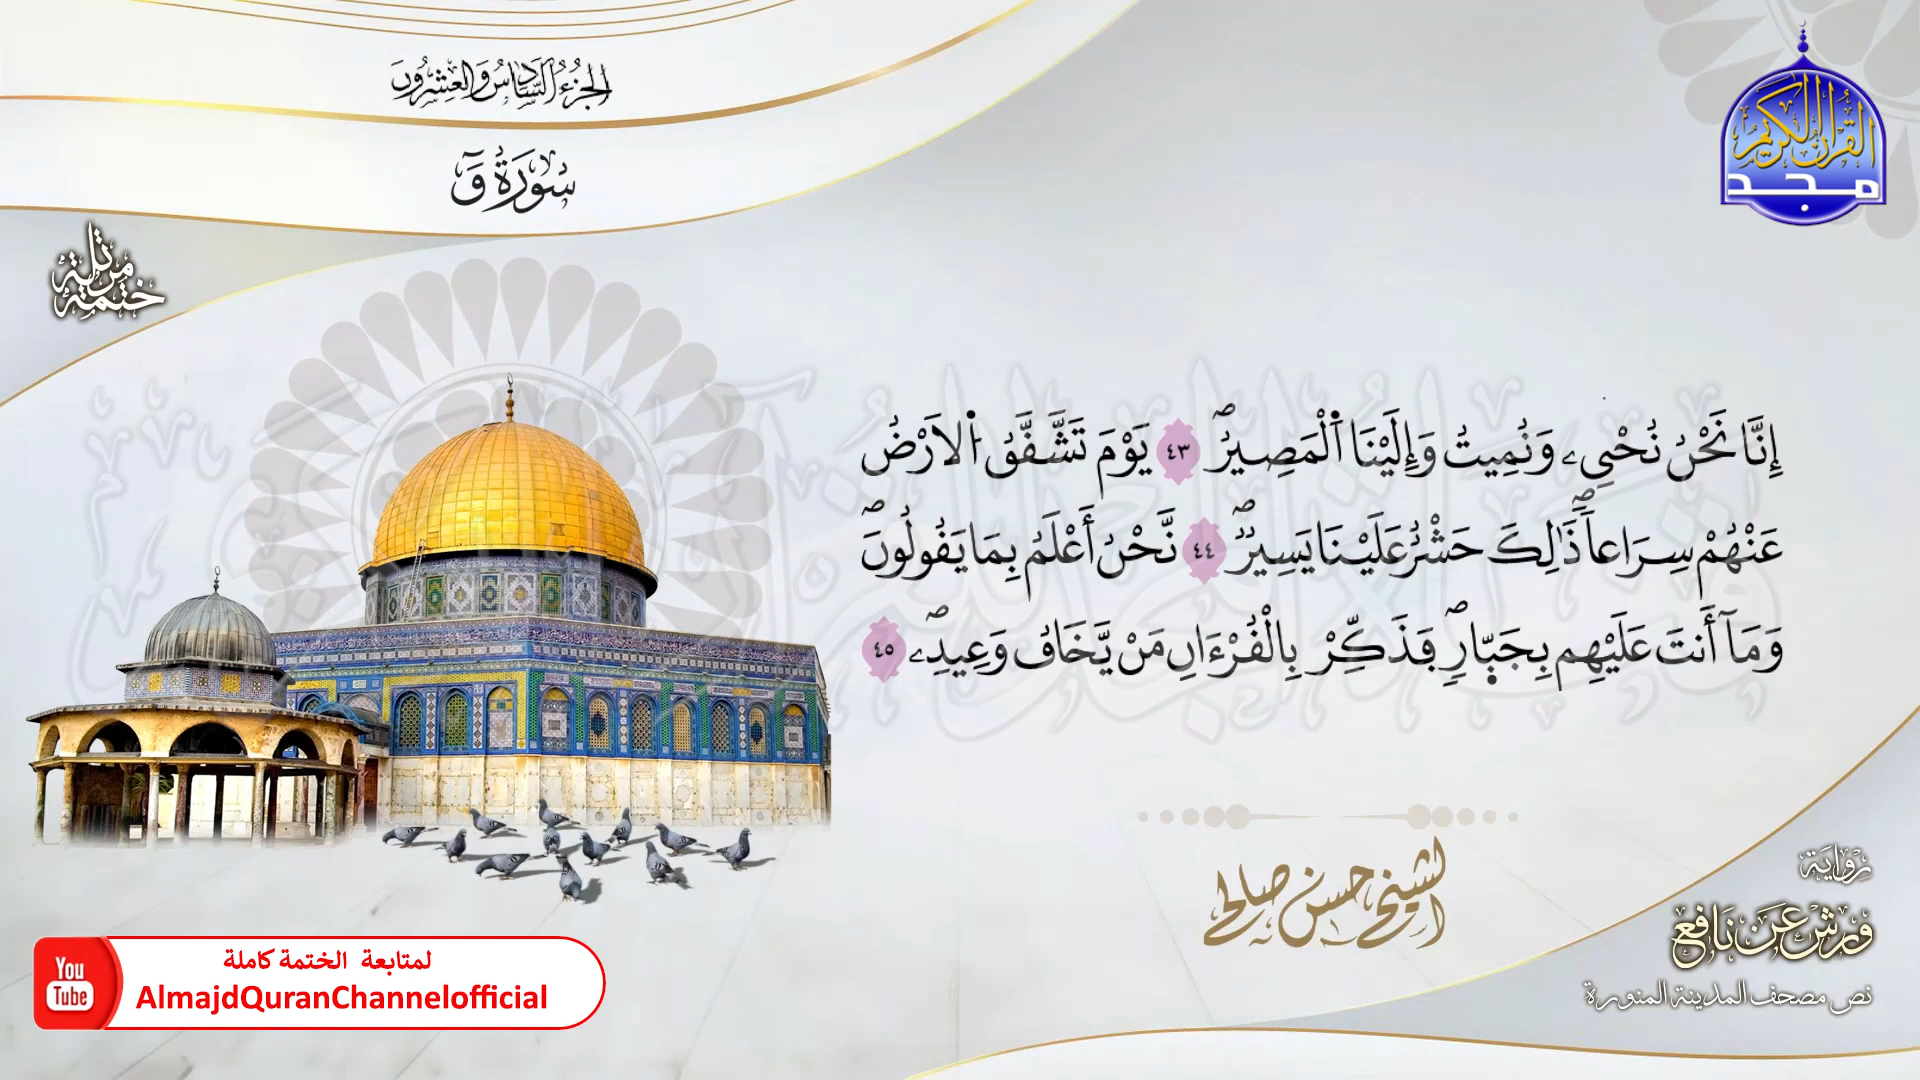 الجزء السادس والعشرون
سورة ق
القرآن الكريم
مجد
ختمة مرتلة
إِنَّا نَحْنُ نُحْيِۦ وَنُمِيتُ وَإِلَيْنَا اَ۬لْمَصِيرُۖ ٤٣ يَوْمَ تَشَّقَّقُ اُ۬لَارْضُ
عَنْهُمْ سِرَاعاٗۖ ذَٰلِكَ حَشْرٌ عَلَيْنَا يَسِيرٞۖ ٤٤ نَّحْنُ أَعْلَمُ بِمَا يَقُولُونَۖ
وَمَآ أَنتَ عَلَيْهِم بِجَبّ۪ارٖۖ فَذَكِّرْ بِالْقُرْءَانِ مَنْ يَّخَافُ وَعِيدِۦۖ ٤٥
الشيخ حسن صالح
رواية
ورش عن نافع
نص مصحف المدينة المنورة
You
Tube
لمتابعة الختمة كاملة
AlmajdQuranChannelofficial